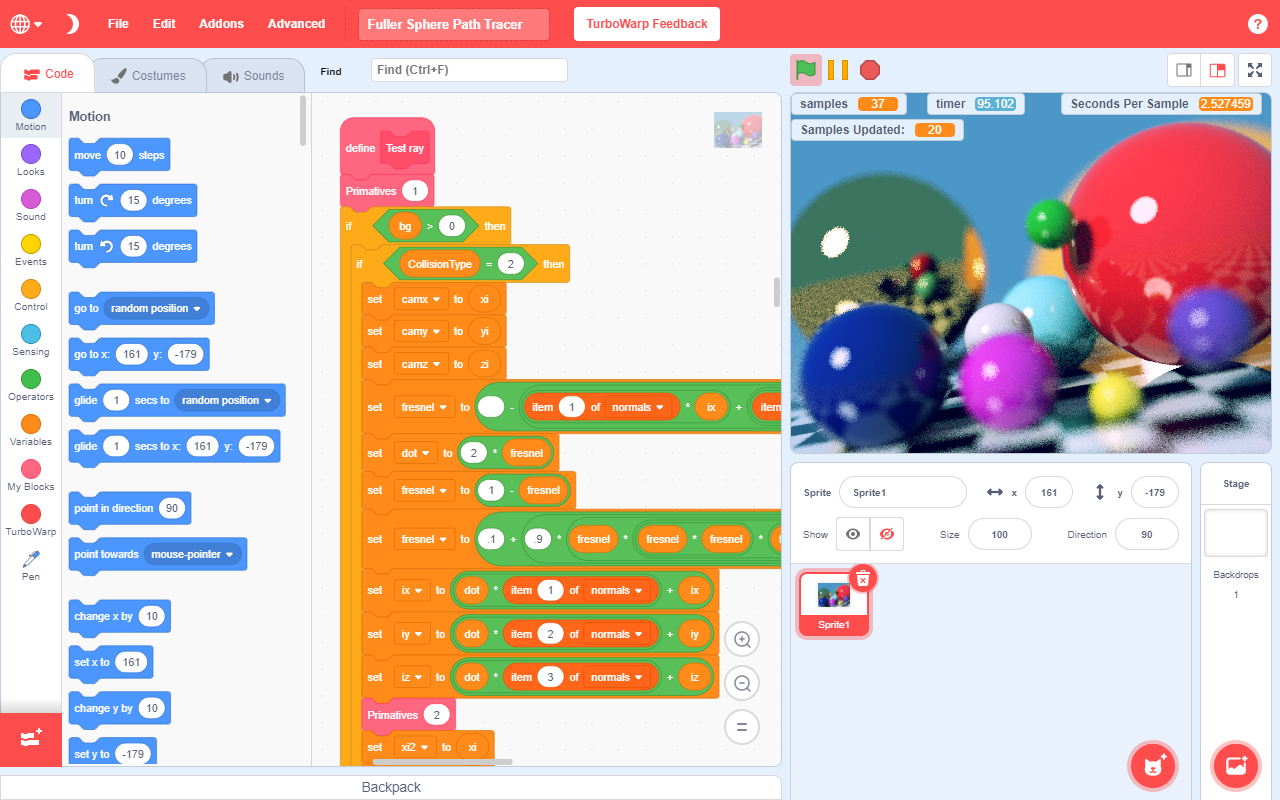 File Edit Addons Advanced Fuller Sphere Path Tracer TurboWarp Feedback ?
Code Costumes Sounds Find Find (Ctrl+F)
Motion
Looks
Sound
Events
Control
Sensing
Operators
Variables
My Blocks
TurboWarp
Pen
Motion
move 10 steps
turn 15 degrees
turn 15 degrees
go to random position
go to x: 161 y: -179
glide 1 secs to random position
glide 1 secs to x: 161 y: -179
point in direction 90
point towards mouse-pointer
change x by 10
set x to 161
change y by 10
set y to -179
define Test ray
Primatives 1
if bg > 0 then
if CollisionType = 2 then
set camx to xi
set camy to yi
set camz to zi
set fresnel to - item 1 of normals * ix + item
set dot to 2 * fresnel
set fresnel to 1 - fresnel
set fresnel to .1 + .9 * fresnel * fresnel * fresnel *
set ix to dot * item 1 of normals + ix
set iy to dot * item 2 of normals + iy
set iz to dot * item 3 of normals + iz
Primatives 2
set xi2 to xi
Backpack
samples 37 timer 95.102 Seconds Per Sample 2.527459
Samples Updated: 20
Sprite Sprite1 x 161 y -179
Show Size 100 Direction 90
Sprite1
Stage
Backdrops
1